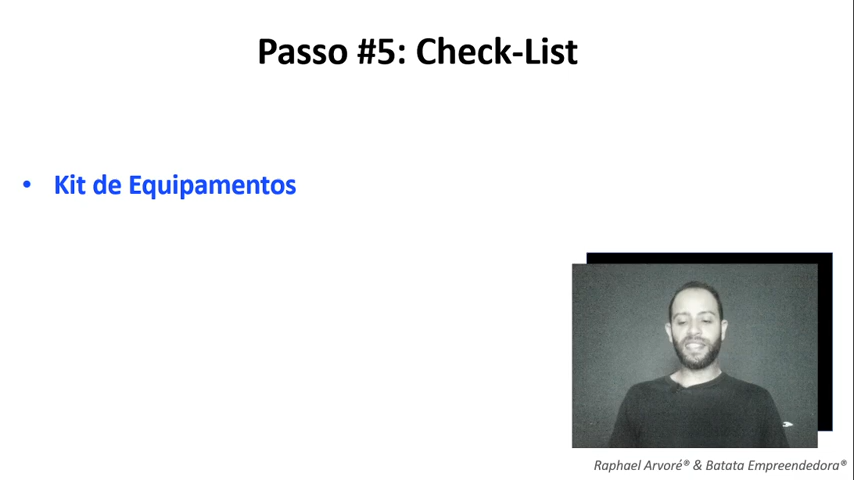 Passo #5: Check-List
• Kit de Equipamentos
Raphael Arvoré® & Batata Empreendedora®